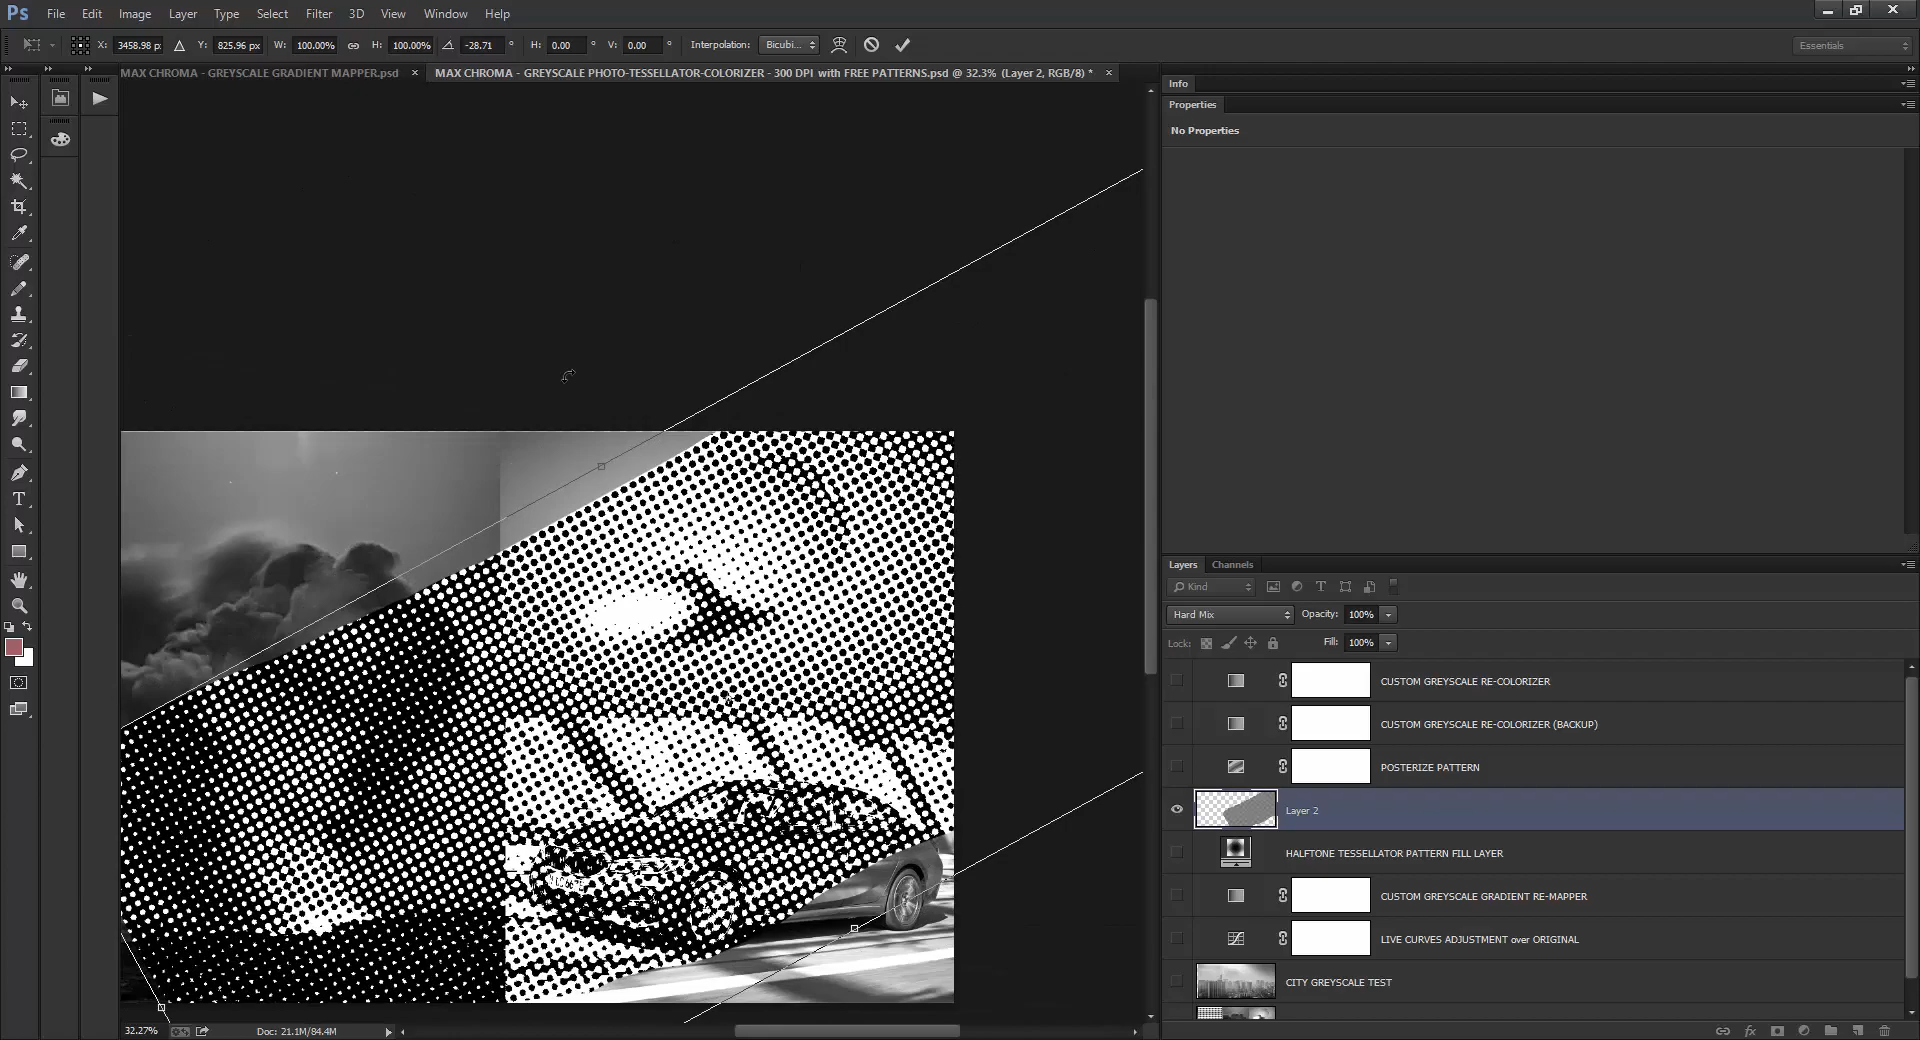 Ps File Edit Image Layer Type Select Filter 3D View Window Help
X: 3458.98 p Y: 825.96 px W: 100.00% H: 100.00% -28.71 ° H: 0.00 ° V: 0.00 ° Interpolation: Bicubi... Essentials
MAX CHROMA - GREYSCALE GRADIENT MAPPER.psd × MAX CHROMA - GREYSCALE PHOTO-TESSELLATOR-COLORIZER - 300 DPI with FREE PATTERNS.psd @ 32.3% (Layer 2, RGB/8) * ×
Info
Properties
No Properties
Layers Channels
Kind
Hard Mix Opacity: 100%
Lock: Fill: 100%
CUSTOM GREYSCALE RE-COLORIZER
CUSTOM GREYSCALE RE-COLORIZER (BACKUP)
POSTERIZE PATTERN
Layer 2
HALFTONE TESSELLATOR PATTERN FILL LAYER
CUSTOM GREYSCALE GRADIENT RE-MAPPER
LIVE CURVES ADJUSTMENT over ORIGINAL
CITY GREYSCALE TEST
32.27% Doc: 21.1M/84.4M